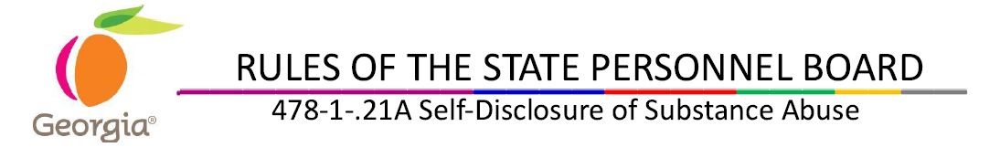 RULES OF THE STATE PERSONNEL BOARD
478-1-.21A Self-Disclosure of Substance Abuse
Georgia®